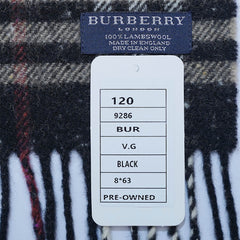 BURBERRY
LONDON
100% LAMBSWOOL
MADE IN ENGLAND
DRY CLEAN ONLY
120
9286
BUR
V.G
BLACK
8*63
PRE-OWNED